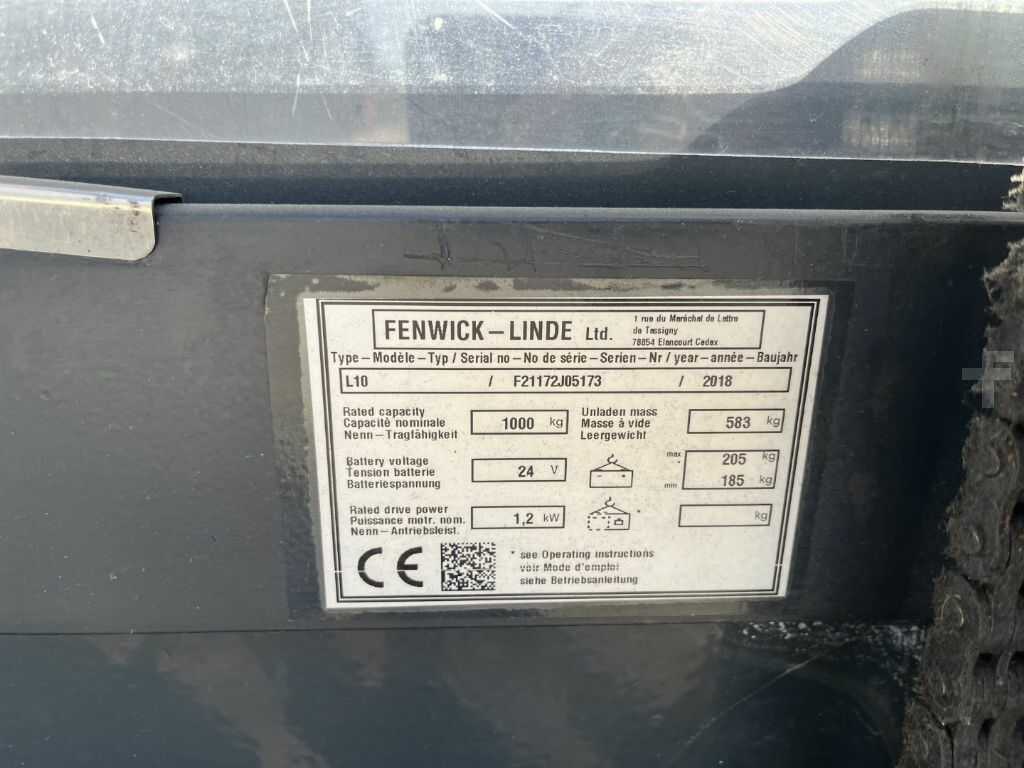 FENWICK – LINDE Ltd.
1 rue du Maréchal de Lattre
de Tassigny
78854 Elancourt Cedex
Type – Modèle – Typ / Serial no – No de série – Serien – Nr / year – année – Baujahr
L10 / F21172J05173 / 2018
Rated capacity
Capacité nominale
Nenn – Tragfähigkeit
1000 kg
Unladen mass
Masse à vide
Leergewicht
583 kg
Battery voltage
Tension batterie
Batteriespannung
24 V
max 205 kg
min 185 kg
Rated drive power
Puissance motr. nom.
Nenn – Antriebsleist.
1,2 kW
*
kg
CE
* see Operating instructions
voir Mode d'emploi
siehe Betriebsanleitung